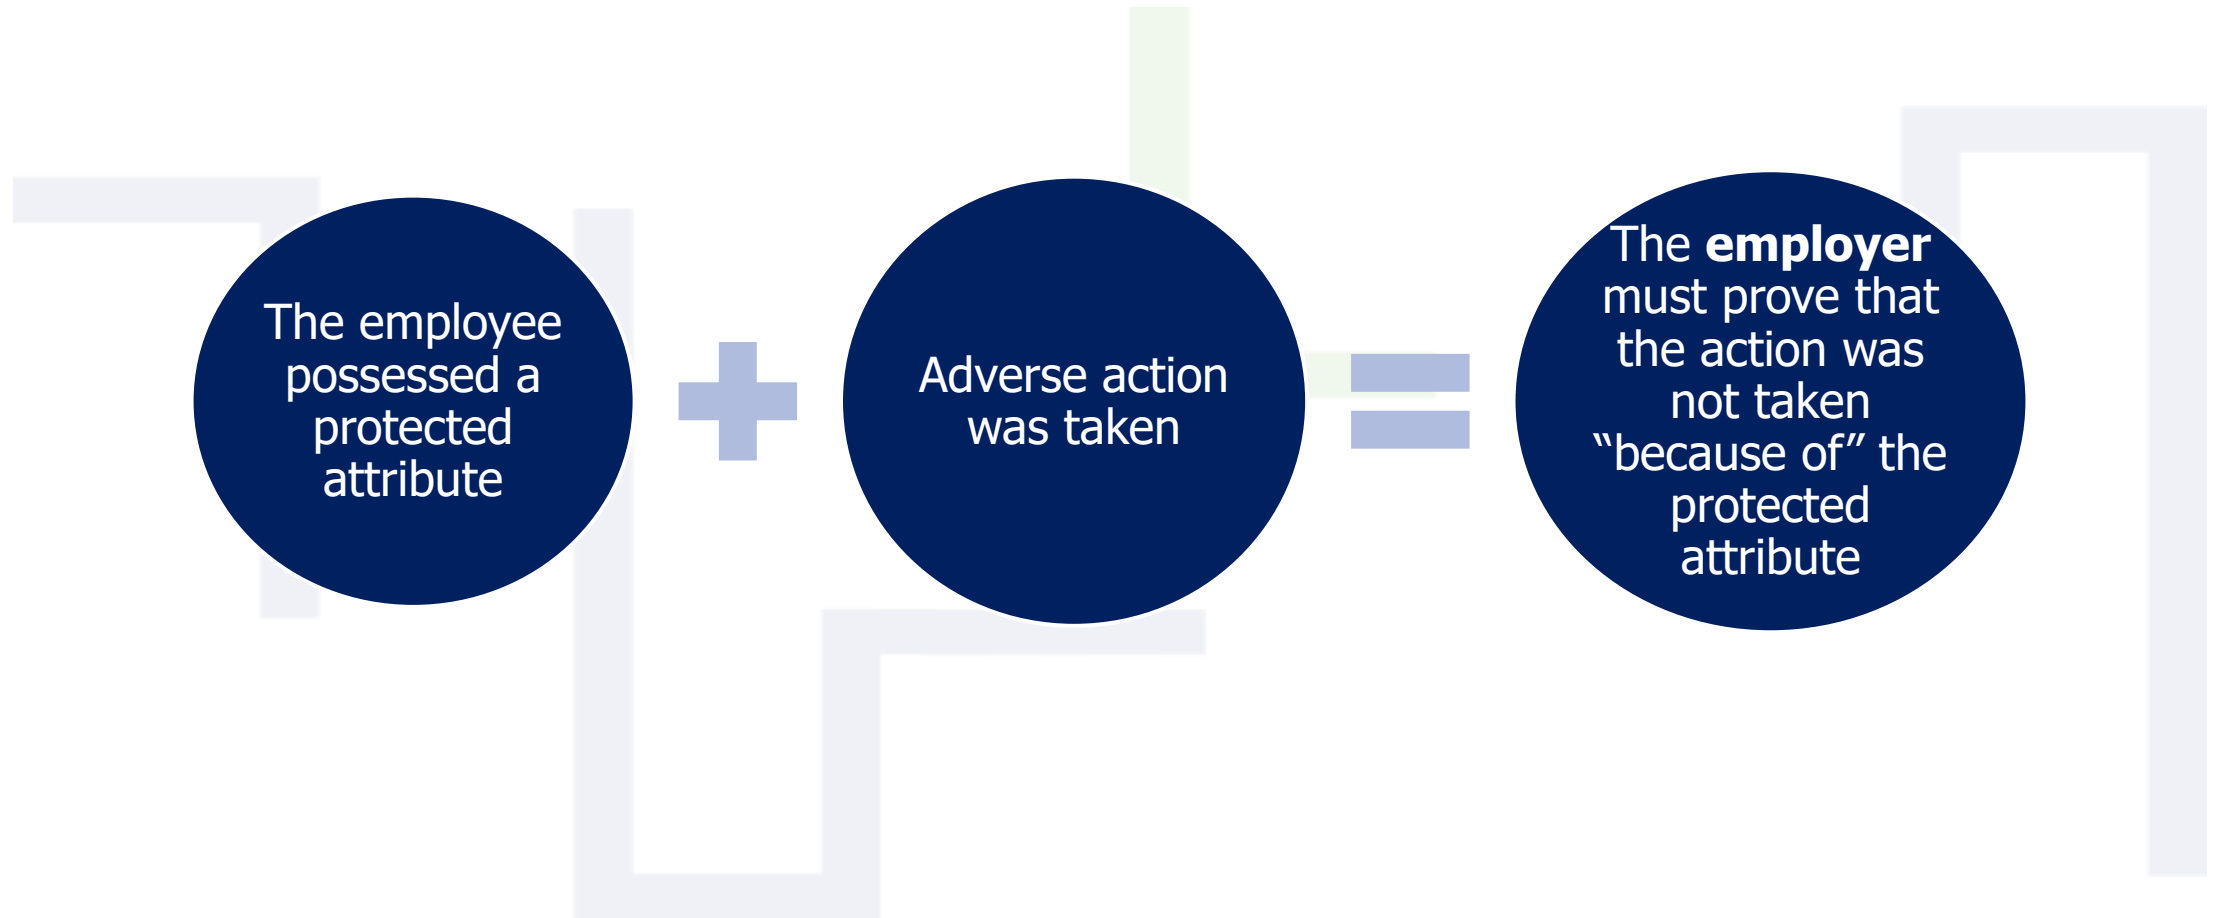 The employee
possessed a
protected
attribute
Adverse action
was taken
The employer
must prove that
the action was
not taken
“because of” the
protected
attribute